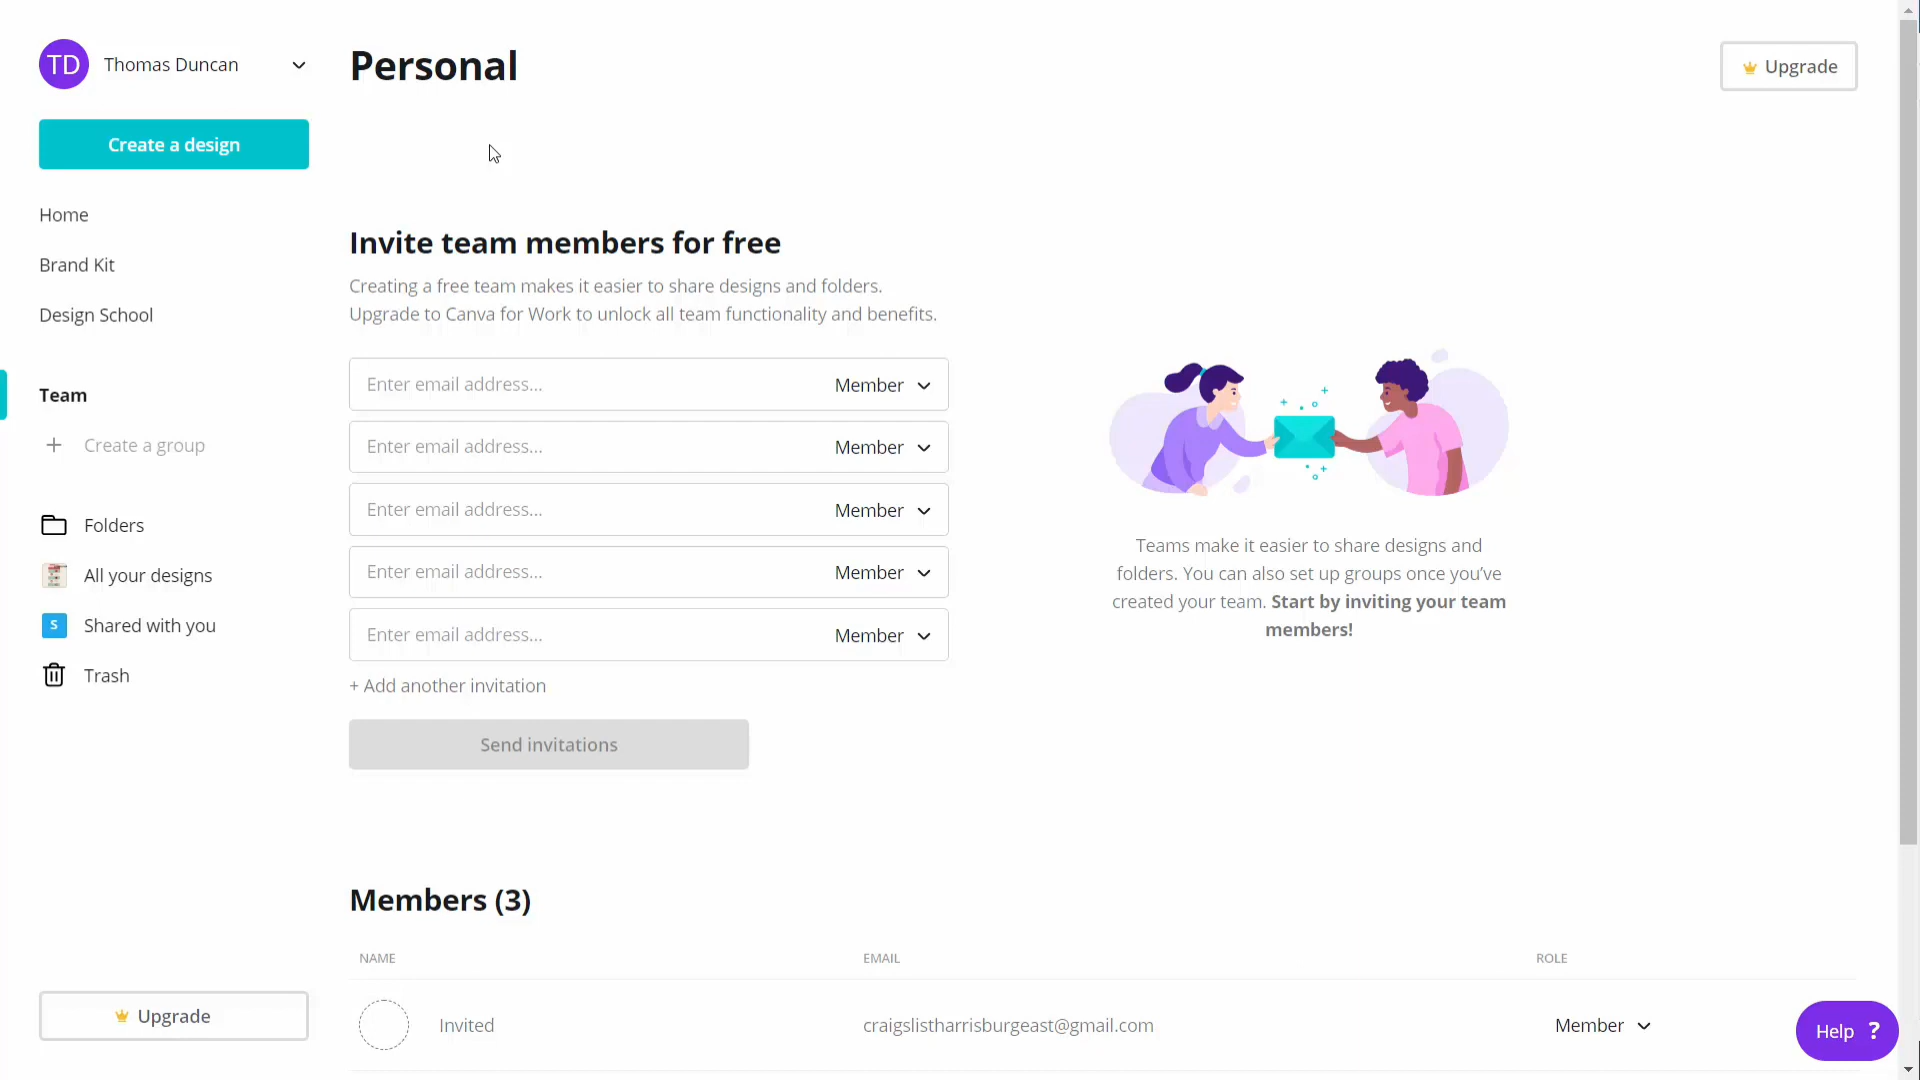 TD
Thomas Duncan
Personal
Upgrade
Create a design
Home
Brand Kit
Design School
Team
+ Create a group
Folders
All your designs
S
Shared with you
Trash
Upgrade
Invite team members for free
Creating a free team makes it easier to share designs and folders.
Upgrade to Canva for Work to unlock all team functionality and benefits.
Enter email address... Member
Enter email address... Member
Enter email address... Member
Enter email address... Member
Enter email address... Member
+ Add another invitation
Send invitations
Teams make it easier to share designs and
folders. You can also set up groups once you’ve
created your team. Start by inviting your team
members!
Members (3)
NAME EMAIL ROLE
Invited craigslistharrisburgeast@gmail.com Member
Help ?